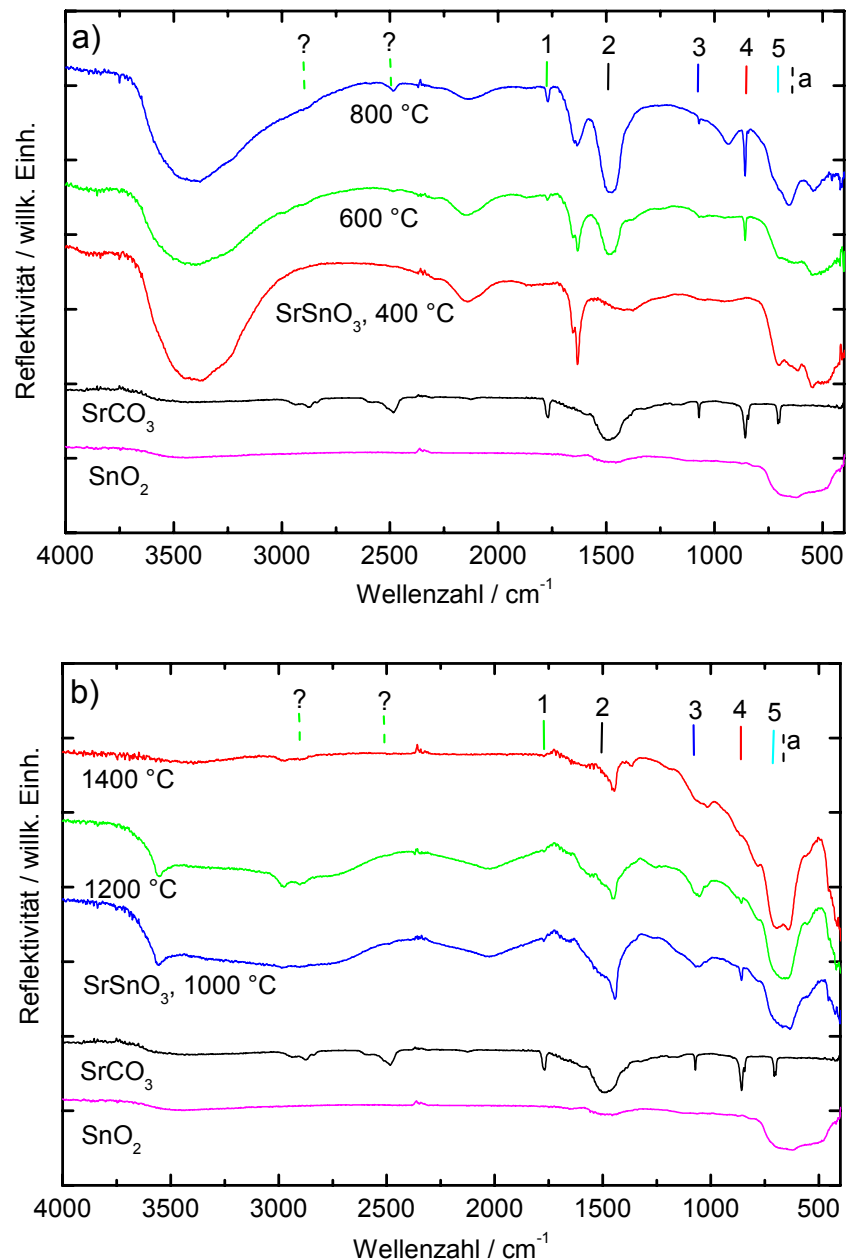 a)
? ? 1 2 3 4 5 a
800 °C
600 °C
SrSnO₃, 400 °C
SrCO₃
SnO₂
Reflektivität / willk. Einh.
4000 3500 3000 2500 2000 1500 1000 500
Wellenzahl / cm⁻¹
b)
? ? 1 2 3 4 5 a
1400 °C
1200 °C
SrSnO₃, 1000 °C
SrCO₃
SnO₂
Reflektivität / willk. Einh.
4000 3500 3000 2500 2000 1500 1000 500
Wellenzahl / cm⁻¹